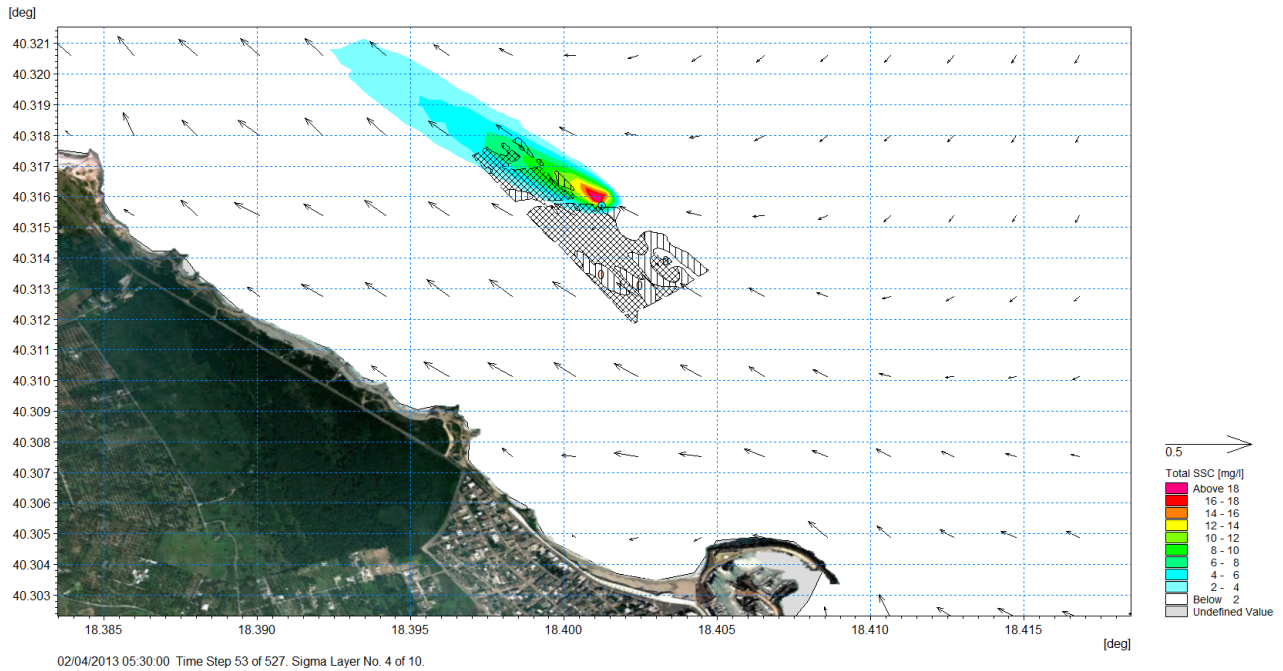 [deg]
40.321
40.320
40.319
40.318
40.317
40.316
40.315
40.314
40.313
40.312
40.311
40.310
40.309
40.308
40.307
40.306
40.305
40.304
40.303
0
0
18.385 18.390 18.395 18.400 18.405 18.410 18.415
[deg]
02/04/2013 05:30:00 Time Step 53 of 527. Sigma Layer No. 4 of 10.
0.5
Total SSC [mg/l]
Above 18
16 - 18
14 - 16
12 - 14
10 - 12
8 - 10
6 - 8
4 - 6
2 - 4
Below 2
Undefined Value